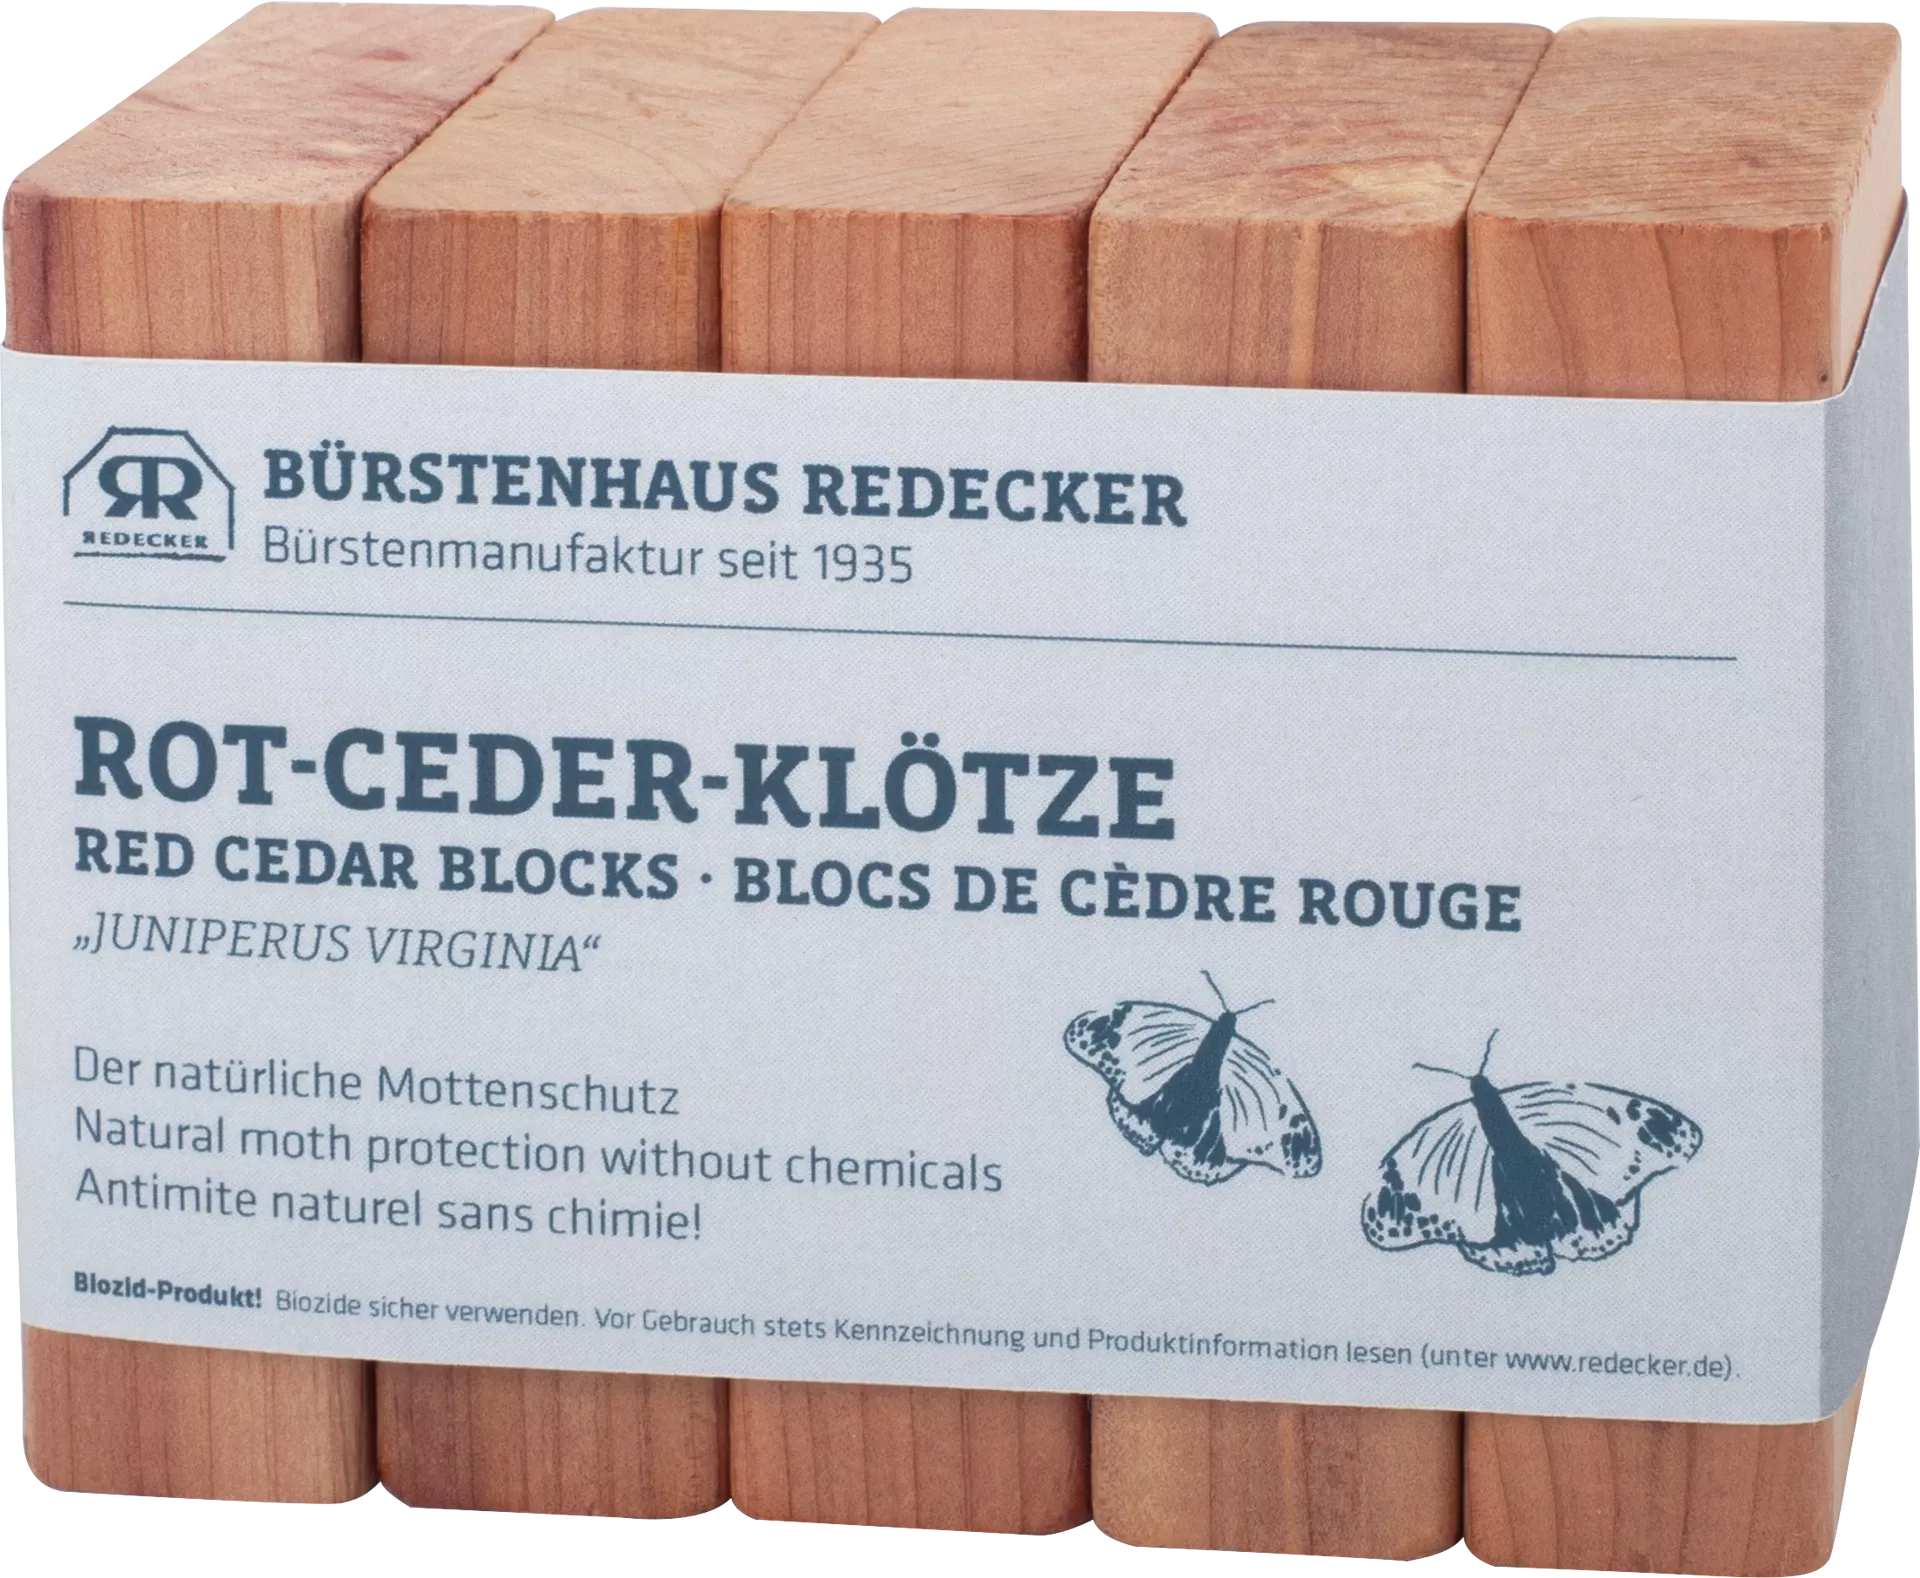 REDECKER
BÜRSTENHAUS REDECKER
Bürstenmanufaktur seit 1935
ROT-CEDER-KLÖTZE
RED CEDAR BLOCKS · BLOCS DE CÈDRE ROUGE
„JUNIPERUS VIRGINIA“
Der natürliche Mottenschutz
Natural moth protection without chemicals
Antimite naturel sans chimie!
Biozid-Produkt! Biozide sicher verwenden. Vor Gebrauch stets Kennzeichnung und Produktinformation lesen (unter www.redecker.de).